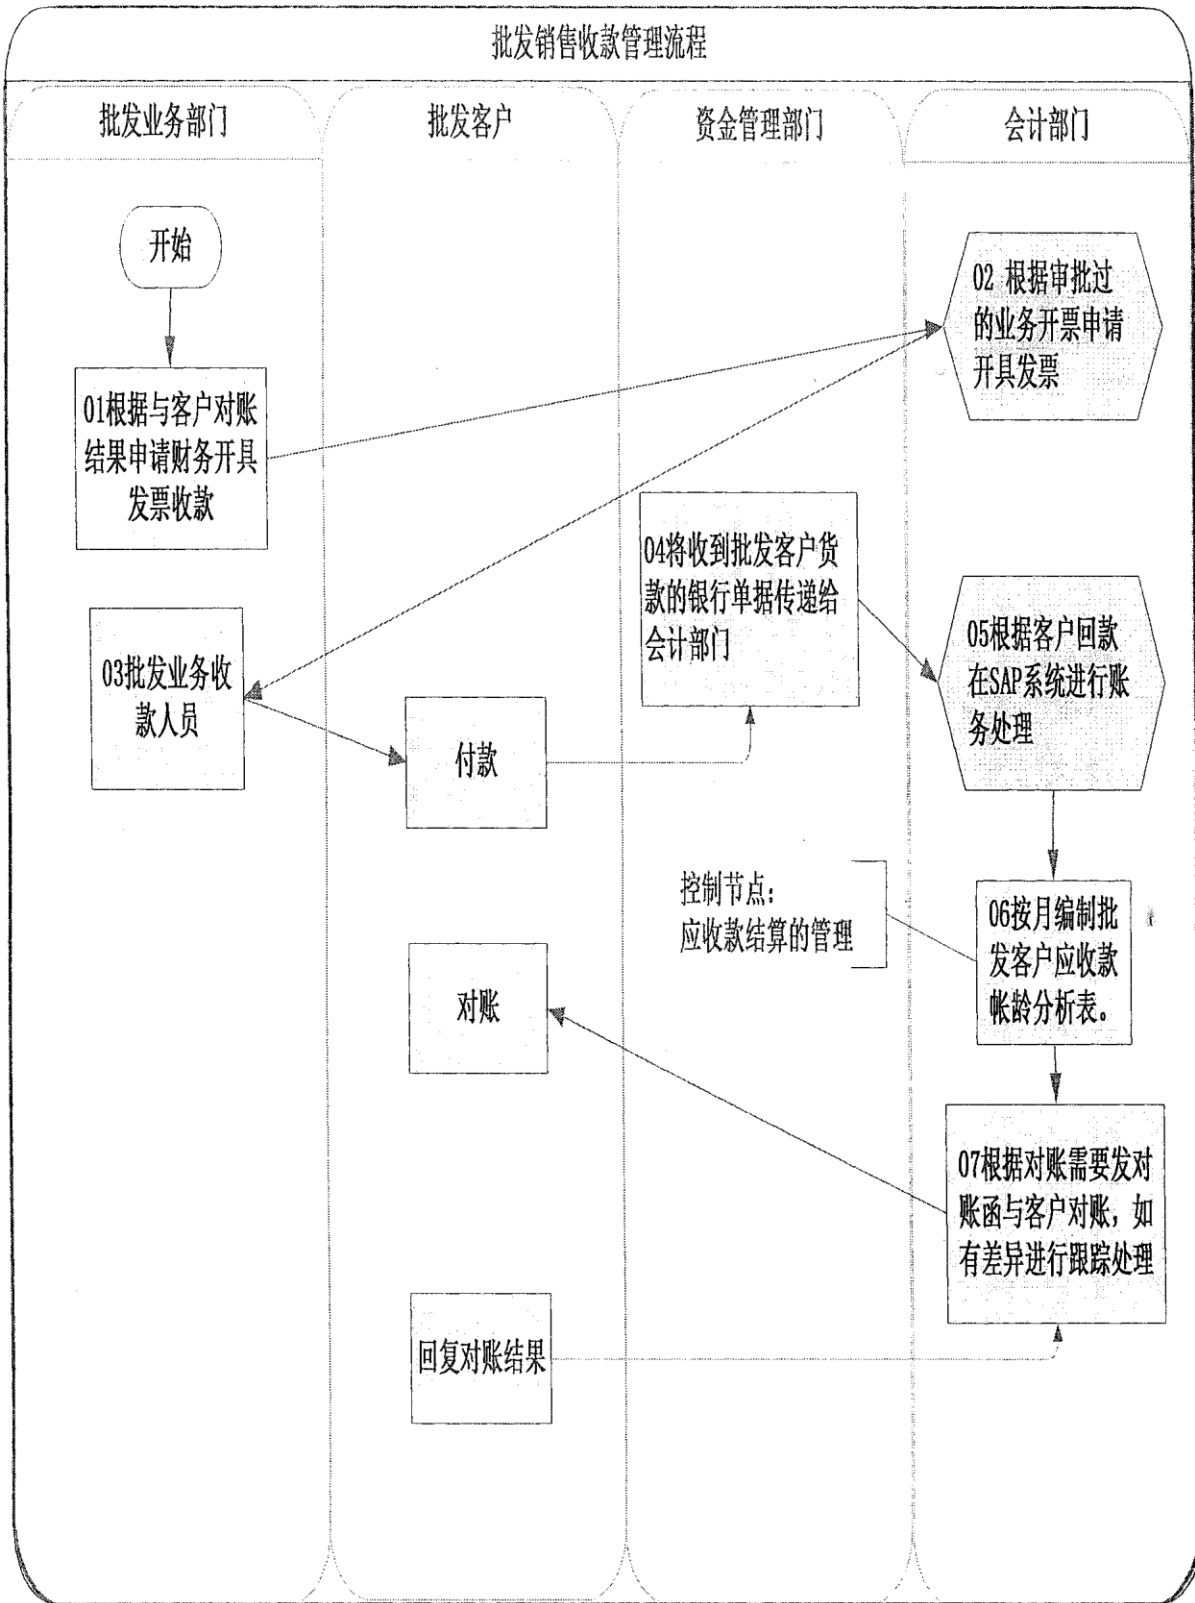 批发销售收款管理流程
批发业务部门
批发客户
资金管理部门
会计部门
开始
02 根据审批过
的业务开票申请
开具发票
01根据与客户对账
结果申请财务开具
发票收款
04将收到批发客户货
款的银行单据传递给
会计部门
03批发业务收
款人员
05根据客户回款
在SAP系统进行账
务处理
付款
控制节点：
应收款结算的管理
06按月编制批
发客户应收款
帐龄分析表。
对账
07根据对账需要发对
账函与客户对账，如
有差异进行跟踪处理
回复对账结果